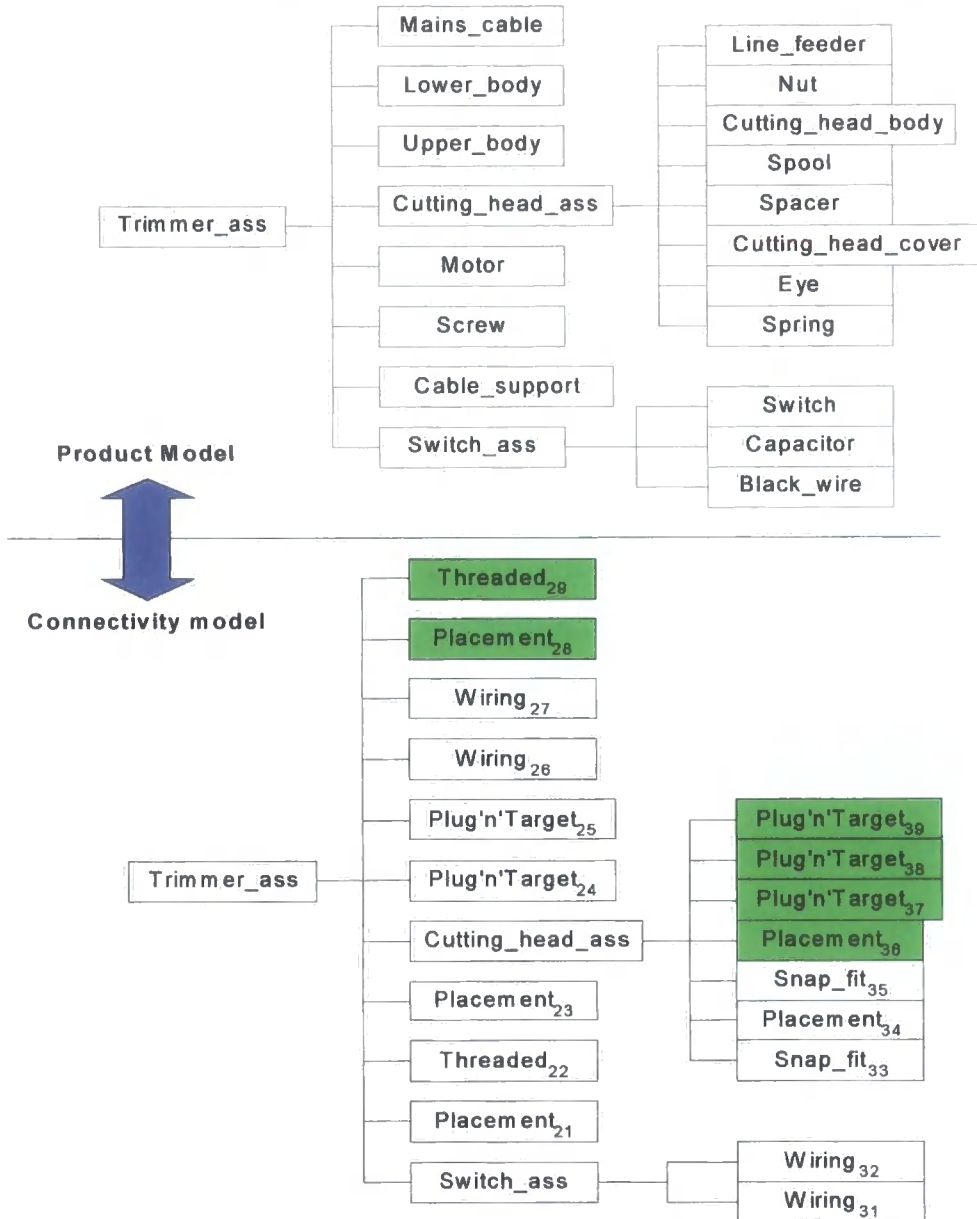 Mains_cable
Lower_body
Upper_body
Cutting_head_ass
Trimmer_ass
Motor
Screw
Cable_support
Switch_ass
Line_feeder
Nut
Cutting_head_body
Spool
Spacer
Cutting_head_cover
Eye
Spring
Switch
Capacitor
Black_wire
Product Model
Connectivity model
Threaded29
Placement28
Wiring27
Wiring26
Plug'n'Target25
Trimmer_ass
Plug'n'Target24
Cutting_head_ass
Placement23
Threaded22
Placement21
Switch_ass
Plug'n'Target39
Plug'n'Target38
Plug'n'Target37
Placement36
Snap_fit35
Placement34
Snap_fit33
Wiring32
Wiring31